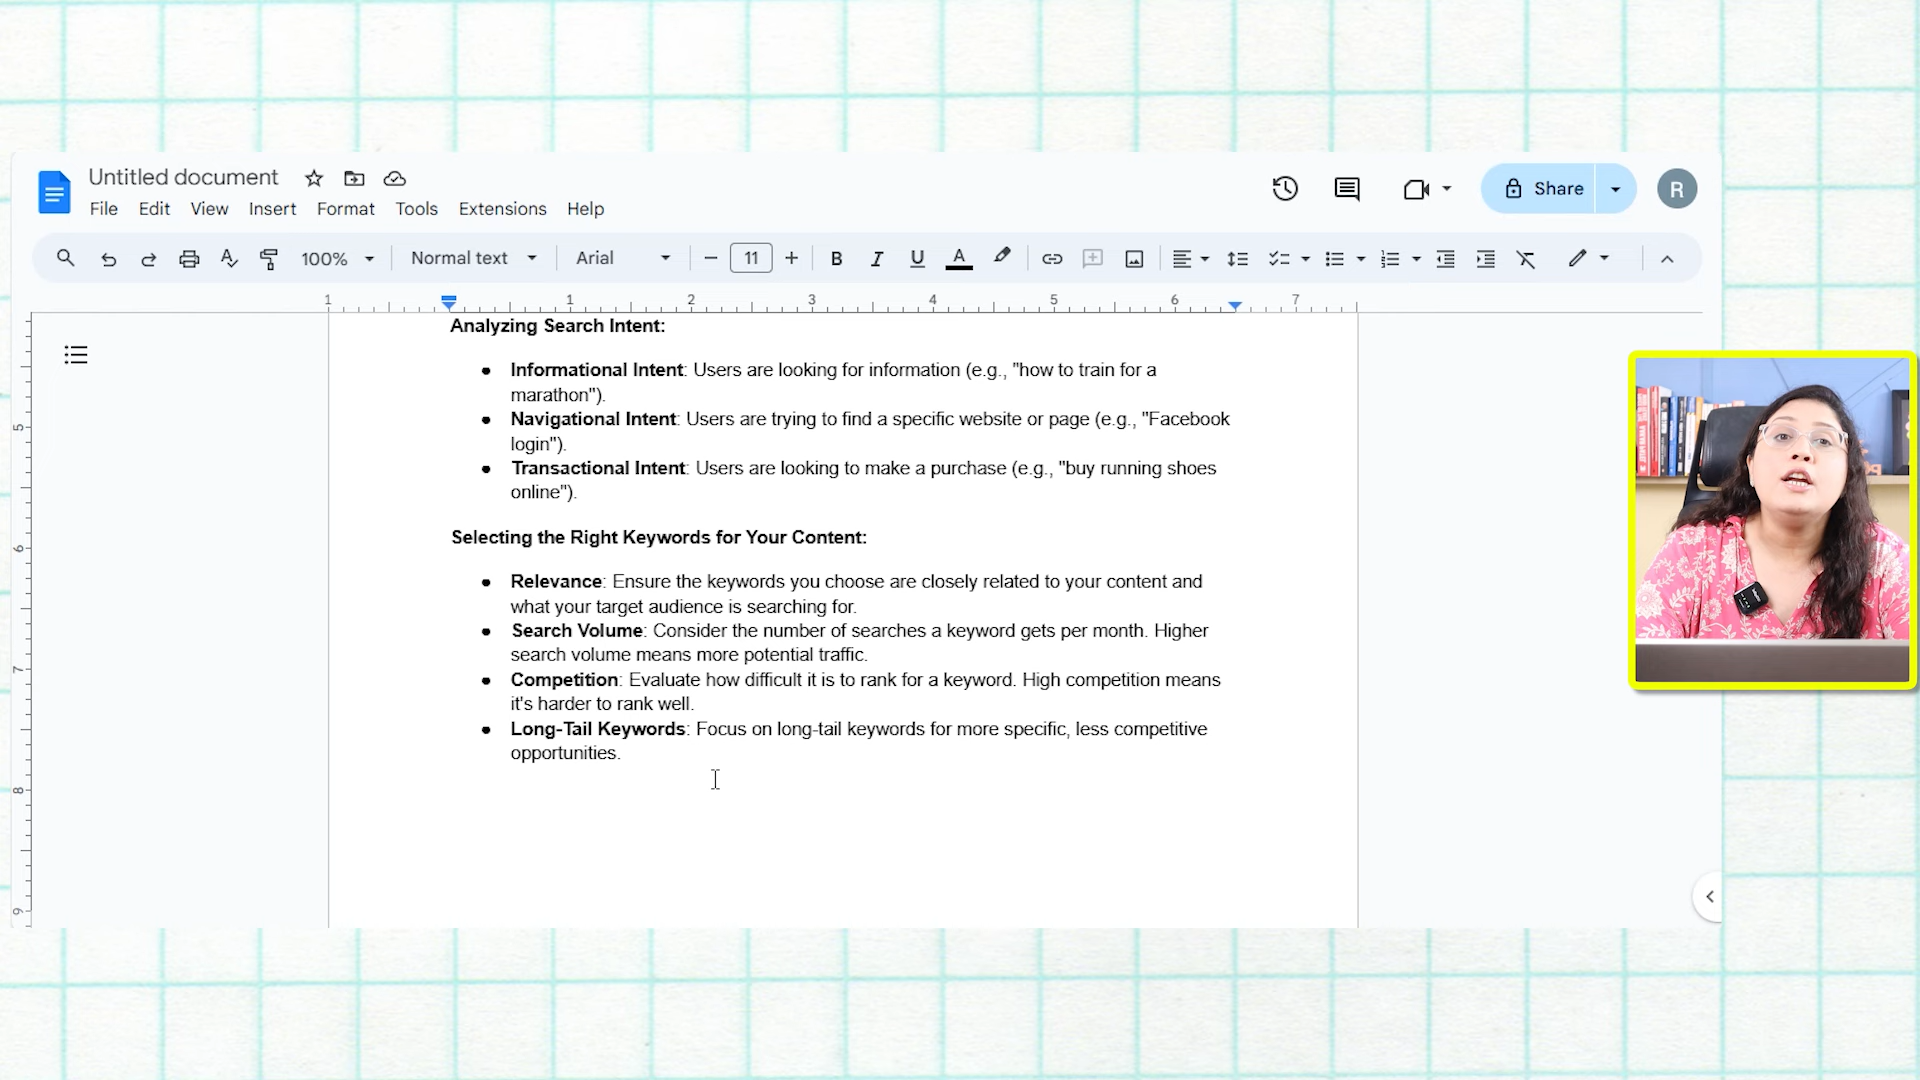 Untitled document
File Edit View Insert Format Tools Extensions Help
Share
R
100% Normal text Arial 11 B I U A
1 1 2 3 4 5 6 7
Analyzing Search Intent:
● Informational Intent: Users are looking for information (e.g., "how to train for a
marathon").
● Navigational Intent: Users are trying to find a specific website or page (e.g., "Facebook
login").
● Transactional Intent: Users are looking to make a purchase (e.g., "buy running shoes
online").
Selecting the Right Keywords for Your Content:
● Relevance: Ensure the keywords you choose are closely related to your content and
what your target audience is searching for.
● Search Volume: Consider the number of searches a keyword gets per month. Higher
search volume means more potential traffic.
● Competition: Evaluate how difficult it is to rank for a keyword. High competition means
it's harder to rank well.
● Long-Tail Keywords: Focus on long-tail keywords for more specific, less competitive
opportunities.
5
6
7
8
9